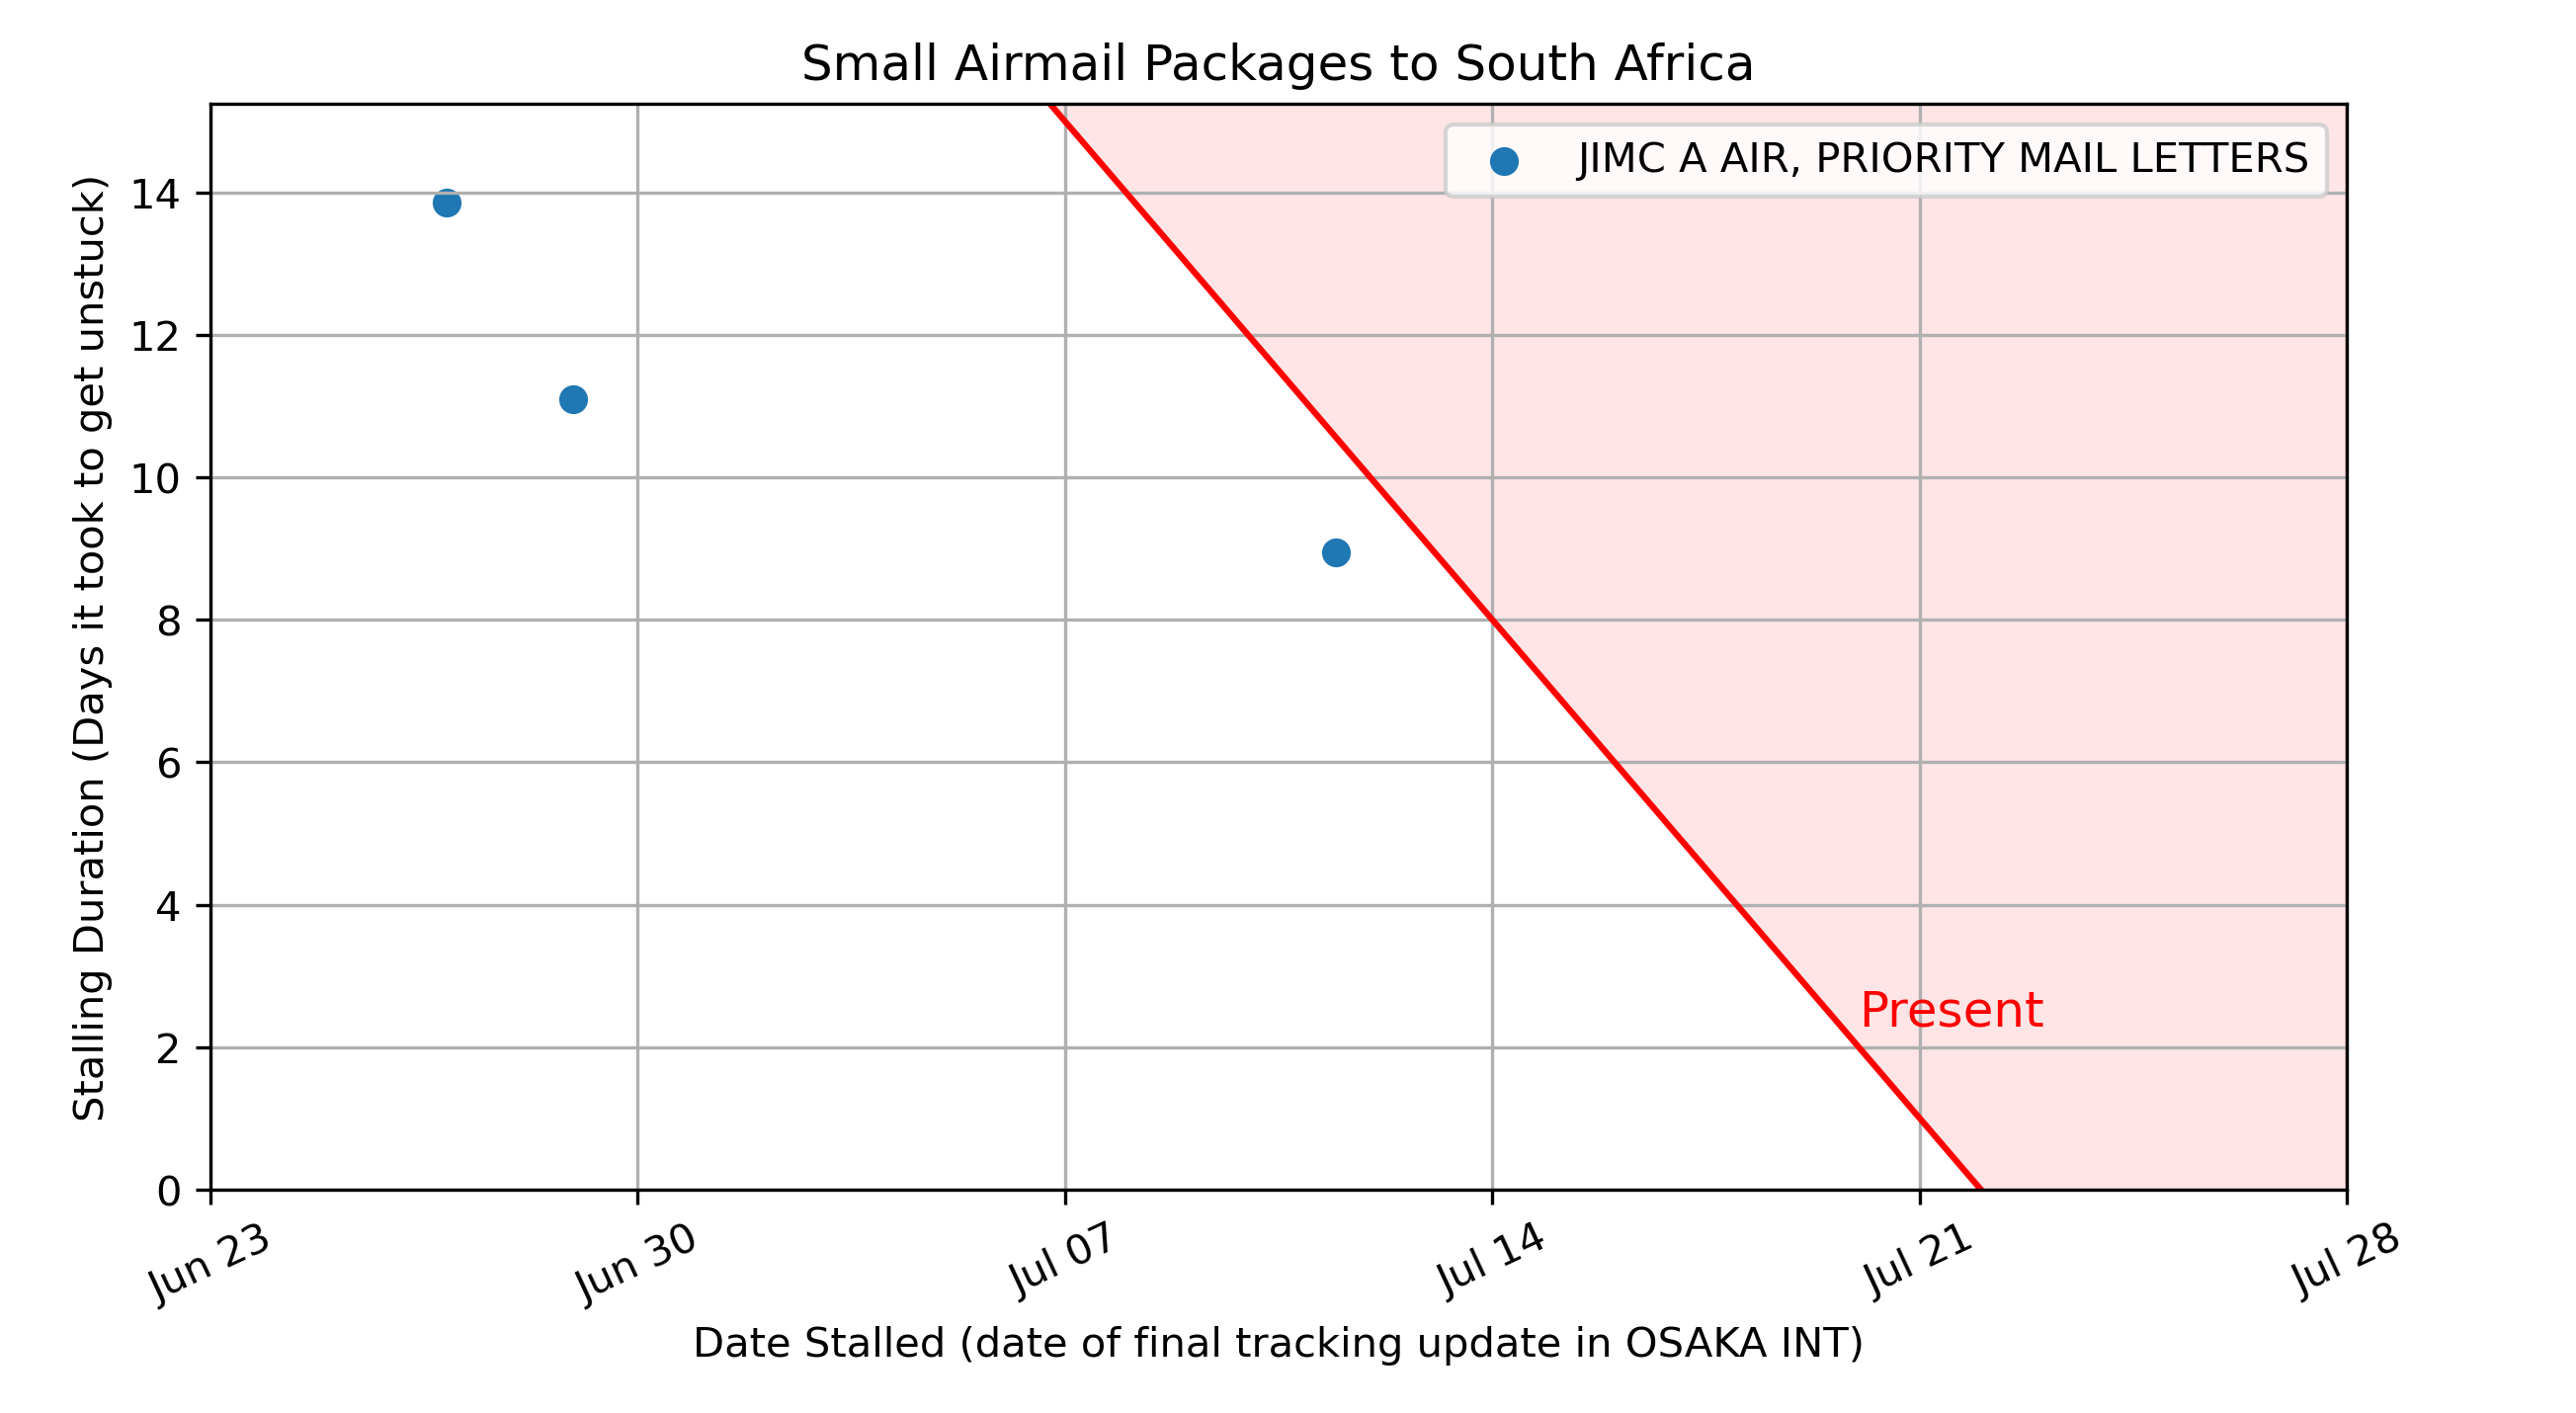 Small Airmail Packages to South Africa
JIMC A AIR, PRIORITY MAIL LETTERS
Stalling Duration (Days it took to get unstuck)
14
12
10
8
6
4
2
0
Present
Jun 23
Jun 30
Jul 07
Jul 14
Jul 21
Jul 28
Date Stalled (date of final tracking update in OSAKA INT)